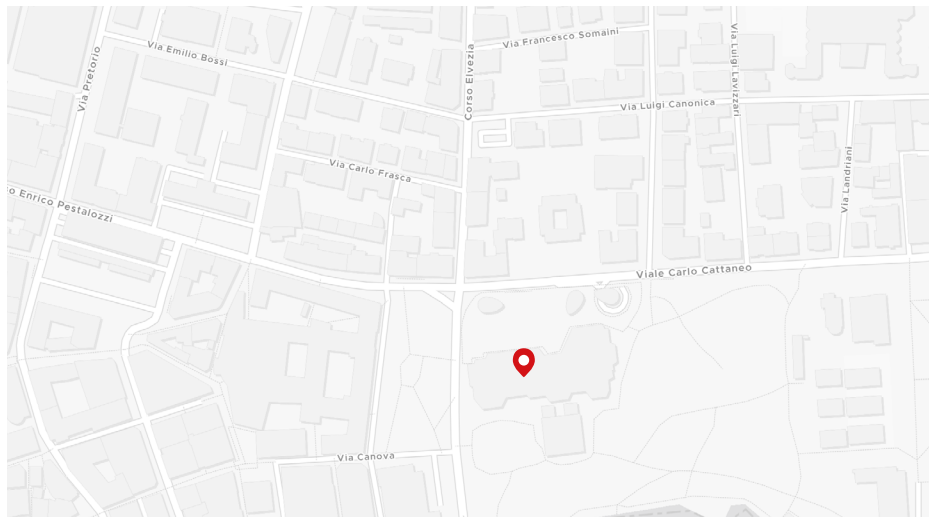 Via Francesco Somaini
Via Emilio Bossi
Via Pretorio
Corso Elvezia
Via Luigi Lavizzari
Via Luigi Canonica
Via Carlo Frasca
Via Landriani
o Enrico Pestalozzi
Viale Carlo Cattaneo
Via Canova